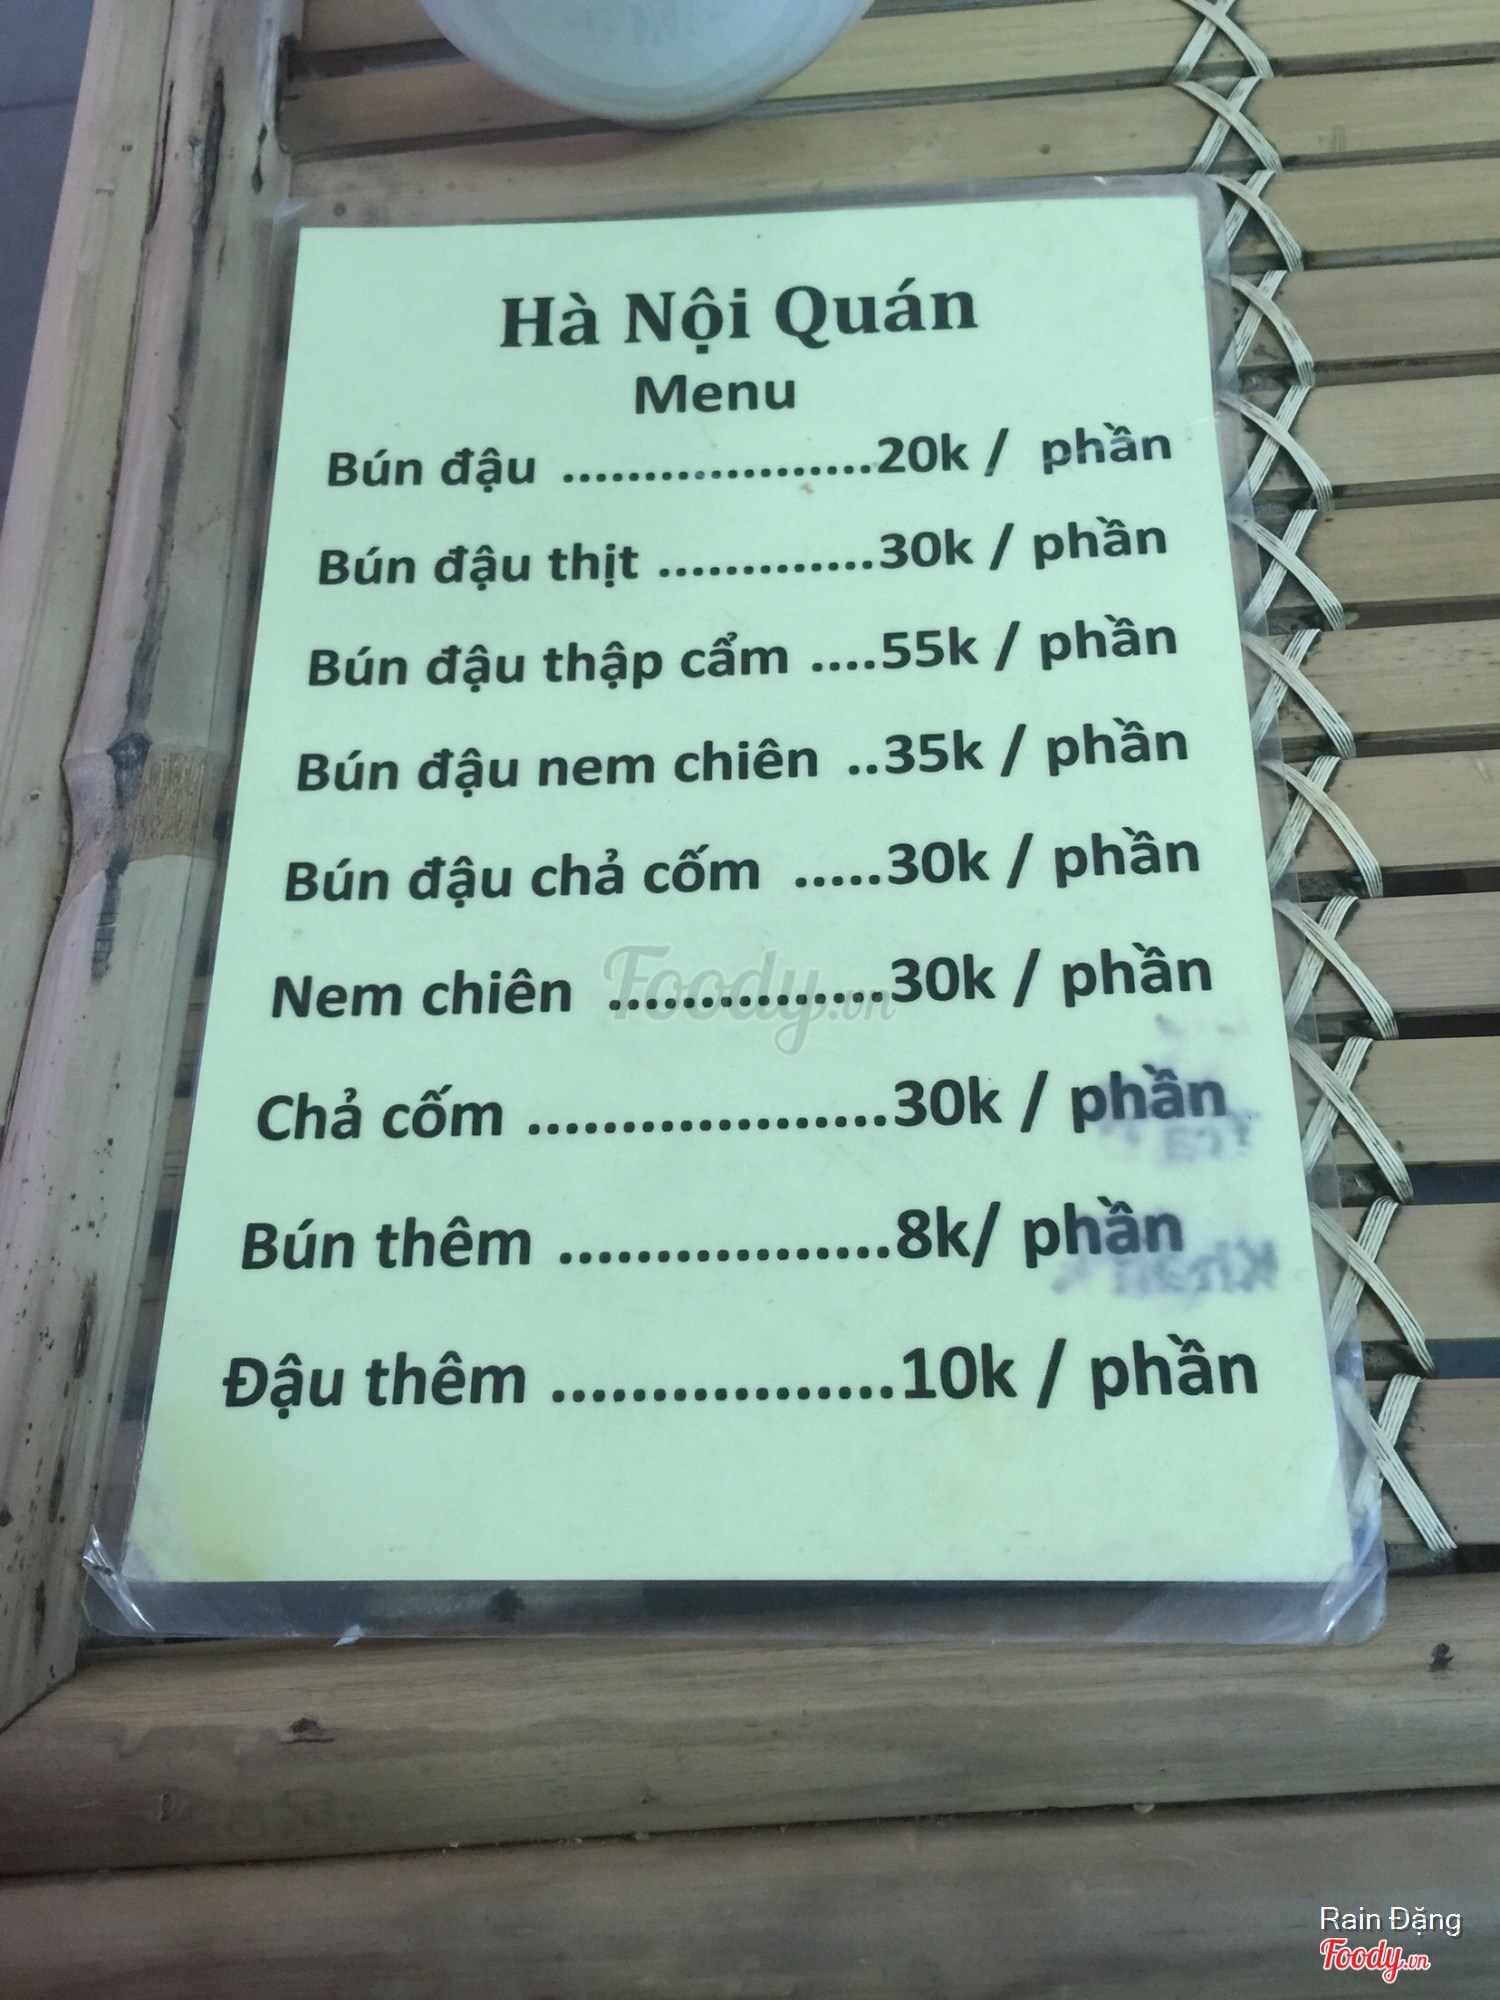 Hà Nội Quán
Menu
Bún đậu ...................20k / phần
Bún đậu thịt .............30k / phần
Bún đậu thập cẩm ....55k / phần
Bún đậu nem chiên ..35k / phần
Bún đậu chả cốm .....30k / phần
Nem chiên ...............30k / phần
Foody.vn
Chả cốm ...................30k / phần
Bún thêm .................8k/ phần
Đậu thêm .................10k / phần
Rain Đặng
Foody.vn